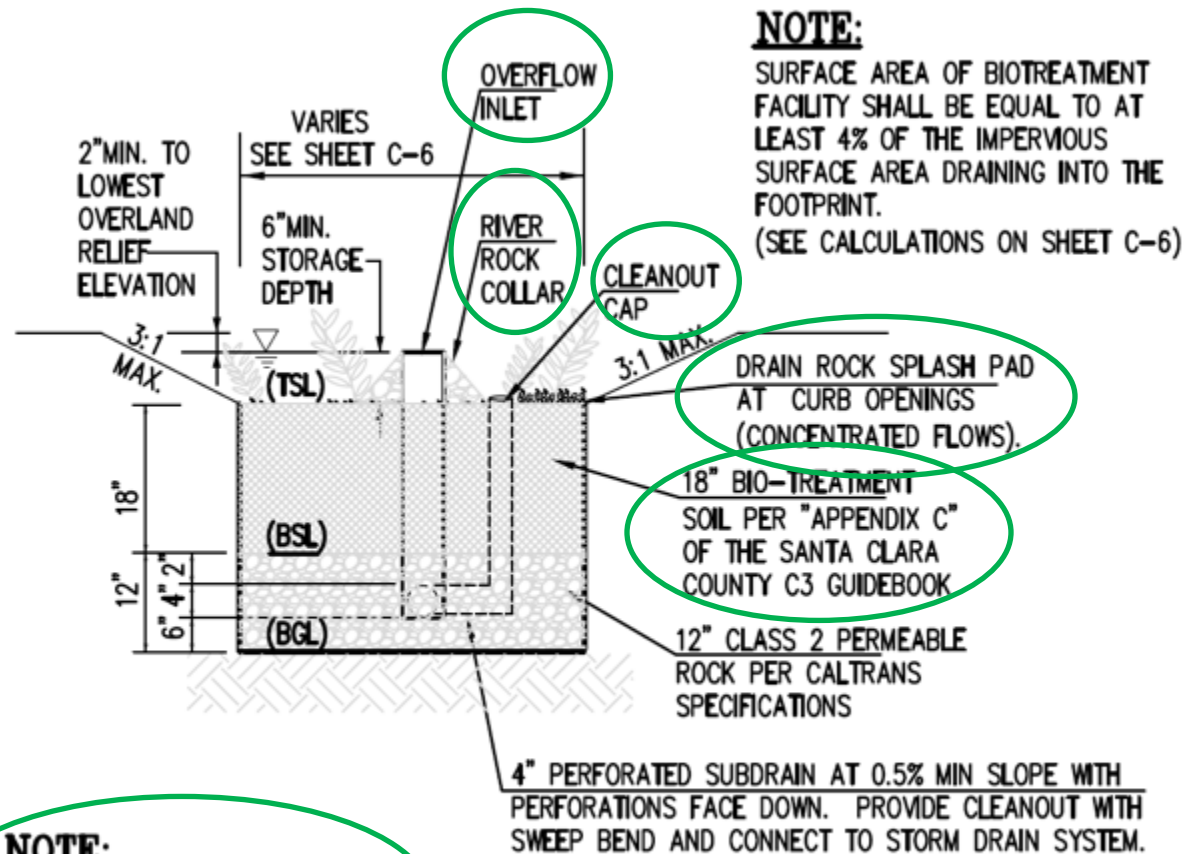 NOTE:
SURFACE AREA OF BIOTREATMENT
FACILITY SHALL BE EQUAL TO AT
LEAST 4% OF THE IMPERVIOUS
SURFACE AREA DRAINING INTO THE
FOOTPRINT.
(SEE CALCULATIONS ON SHEET C-6)
OVERFLOW
INLET
VARIES
SEE SHEET C-6
2"MIN. TO
LOWEST
OVERLAND
RELIEF
ELEVATION
6"MIN.
STORAGE
DEPTH
RIVER
ROCK
COLLAR
CLEANOUT
CAP
3:1
MAX.
3:1 MAX.
(TSL)
DRAIN ROCK SPLASH PAD
AT CURB OPENINGS
(CONCENTRATED FLOWS).
18"
18" BIO-TREATMENT
SOIL PER "APPENDIX C"
OF THE SANTA CLARA
COUNTY C3 GUIDEBOOK
(BSL)
12"
6" 4" 2"
(BGL)
12" CLASS 2 PERMEABLE
ROCK PER CALTRANS
SPECIFICATIONS
4" PERFORATED SUBDRAIN AT 0.5% MIN SLOPE WITH
PERFORATIONS FACE DOWN. PROVIDE CLEANOUT WITH
SWEEP BEND AND CONNECT TO STORM DRAIN SYSTEM.
NOTE: